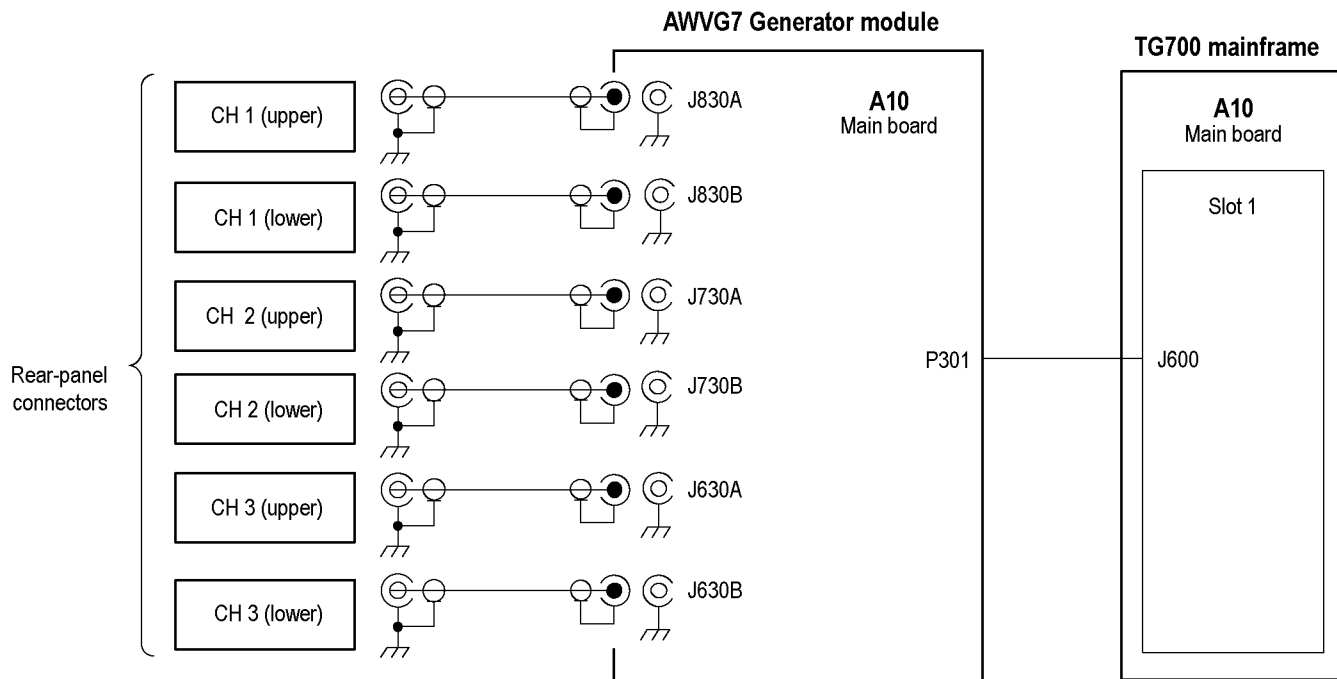 AWVG7 Generator module
TG700 mainframe
CH 1 (upper)
J830A
A10
Main board
A10
Main board
CH 1 (lower)
J830B
Slot 1
CH 2 (upper)
J730A
Rear-panel
connectors
P301
J600
CH 2 (lower)
J730B
CH 3 (upper)
J630A
CH 3 (lower)
J630B